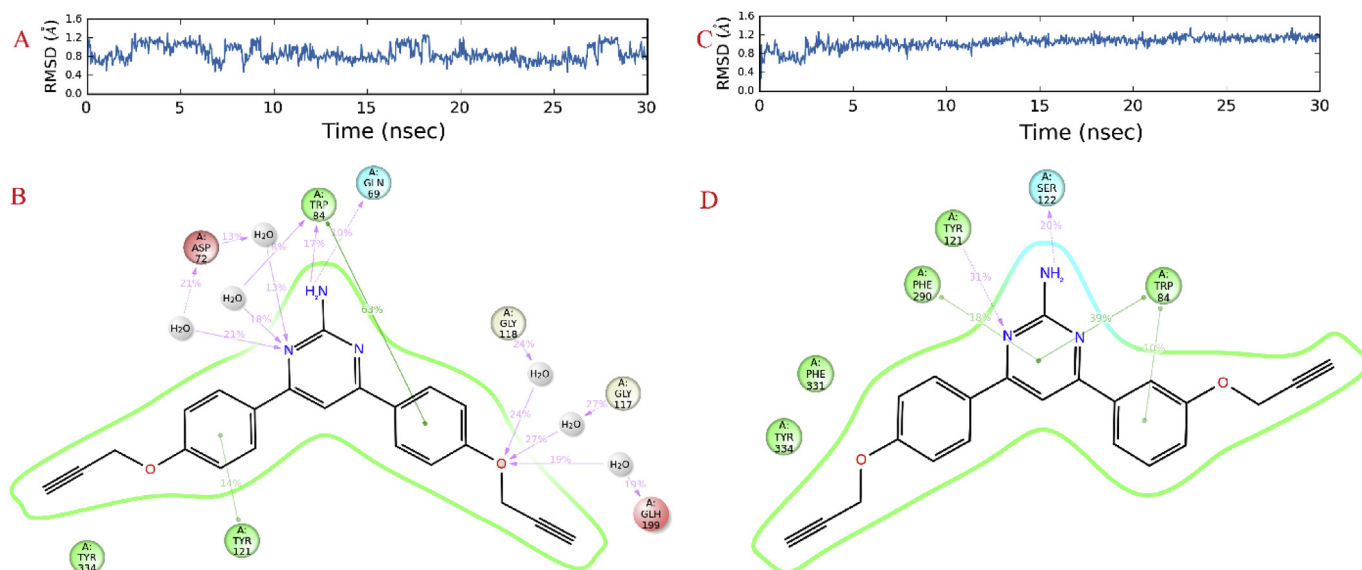 A
RMSD (Å)
1.6
1.2
0.8
0.4
0.0
0 5 10 15 20 25 30
Time (nsec)
C
RMSD (Å)
1.6
1.2
0.8
0.4
0.0
0 5 10 15 20 25 30
Time (nsec)
B
A:
GLN
69
A:
TRP
84
H₂O
A:
ASP
72
13%
17%
10%
21%
13%
H₂O
H₂O
18%
21%
H₂N
63%
N
N
A:
GLY
118
24%
H₂O
24%
A:
GLY
117
27%
H₂O
27%
19%
H₂O
19%
O
O
14%
A:
GLH
199
A:
TYR
121
A:
TYR
334
D
A:
SER
122
20%
A:
TYR
121
31%
NH₂
A:
PHE
290
18%
39%
A:
TRP
84
N
N
10%
A:
PHE
331
O
A:
TYR
334
O